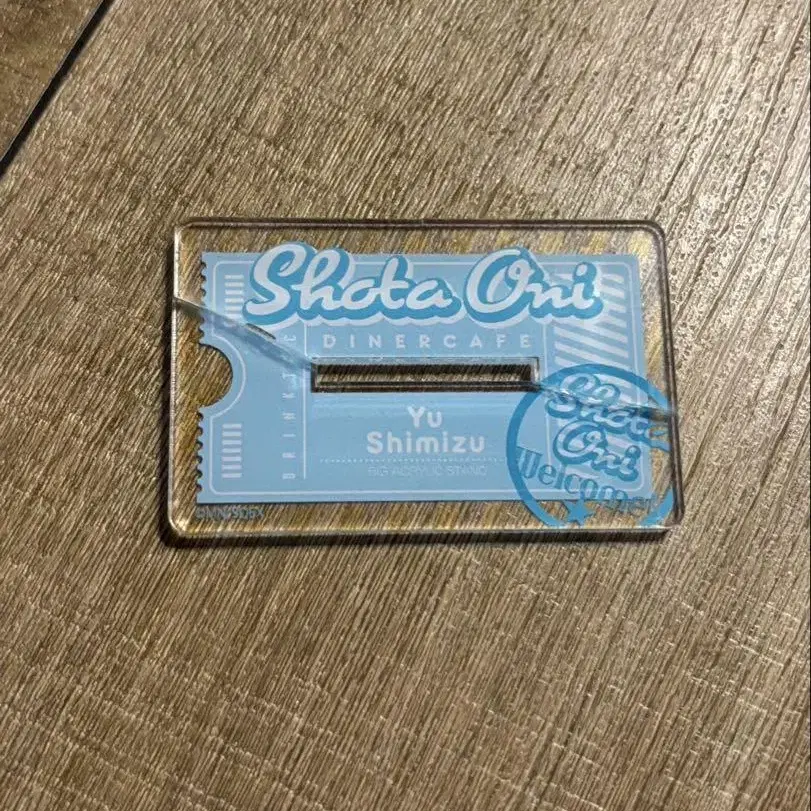 Shota Oni
DINERCAFE
Yu
Shimizu
BIG ACRYLIC STAND
Shota
Oni
Welcome!